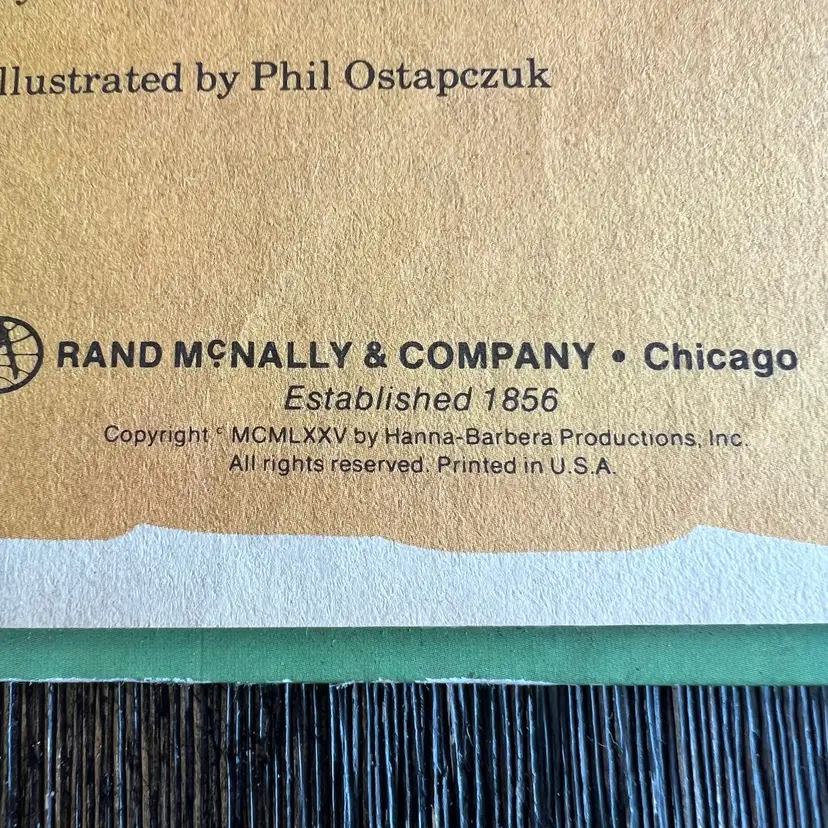 llustrated by Phil Ostapczuk
RAND McNALLY & COMPANY • Chicago
Established 1856
Copyright © MCMLXXV by Hanna-Barbera Productions, Inc.
All rights reserved. Printed in U.S.A.